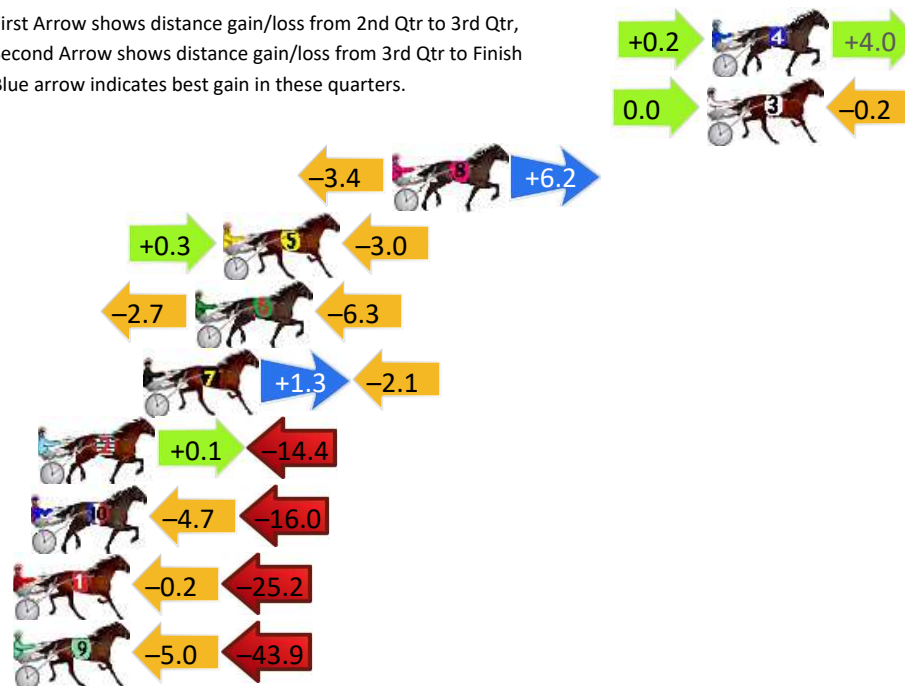 irst Arrow shows distance gain/loss from 2nd Qtr to 3rd Qtr,
Second Arrow shows distance gain/loss from 3rd Qtr to Finish
Blue arrow indicates best gain in these quarters.
+0.2 4 +4.0
0.0 3 –0.2
–3.4 8 +6.2
+0.3 5 –3.0
–2.7 6 –6.3
7 +1.3 –2.1
2 +0.1 –14.4
10 –4.7 –16.0
1 –0.2 –25.2
9 –5.0 –43.9